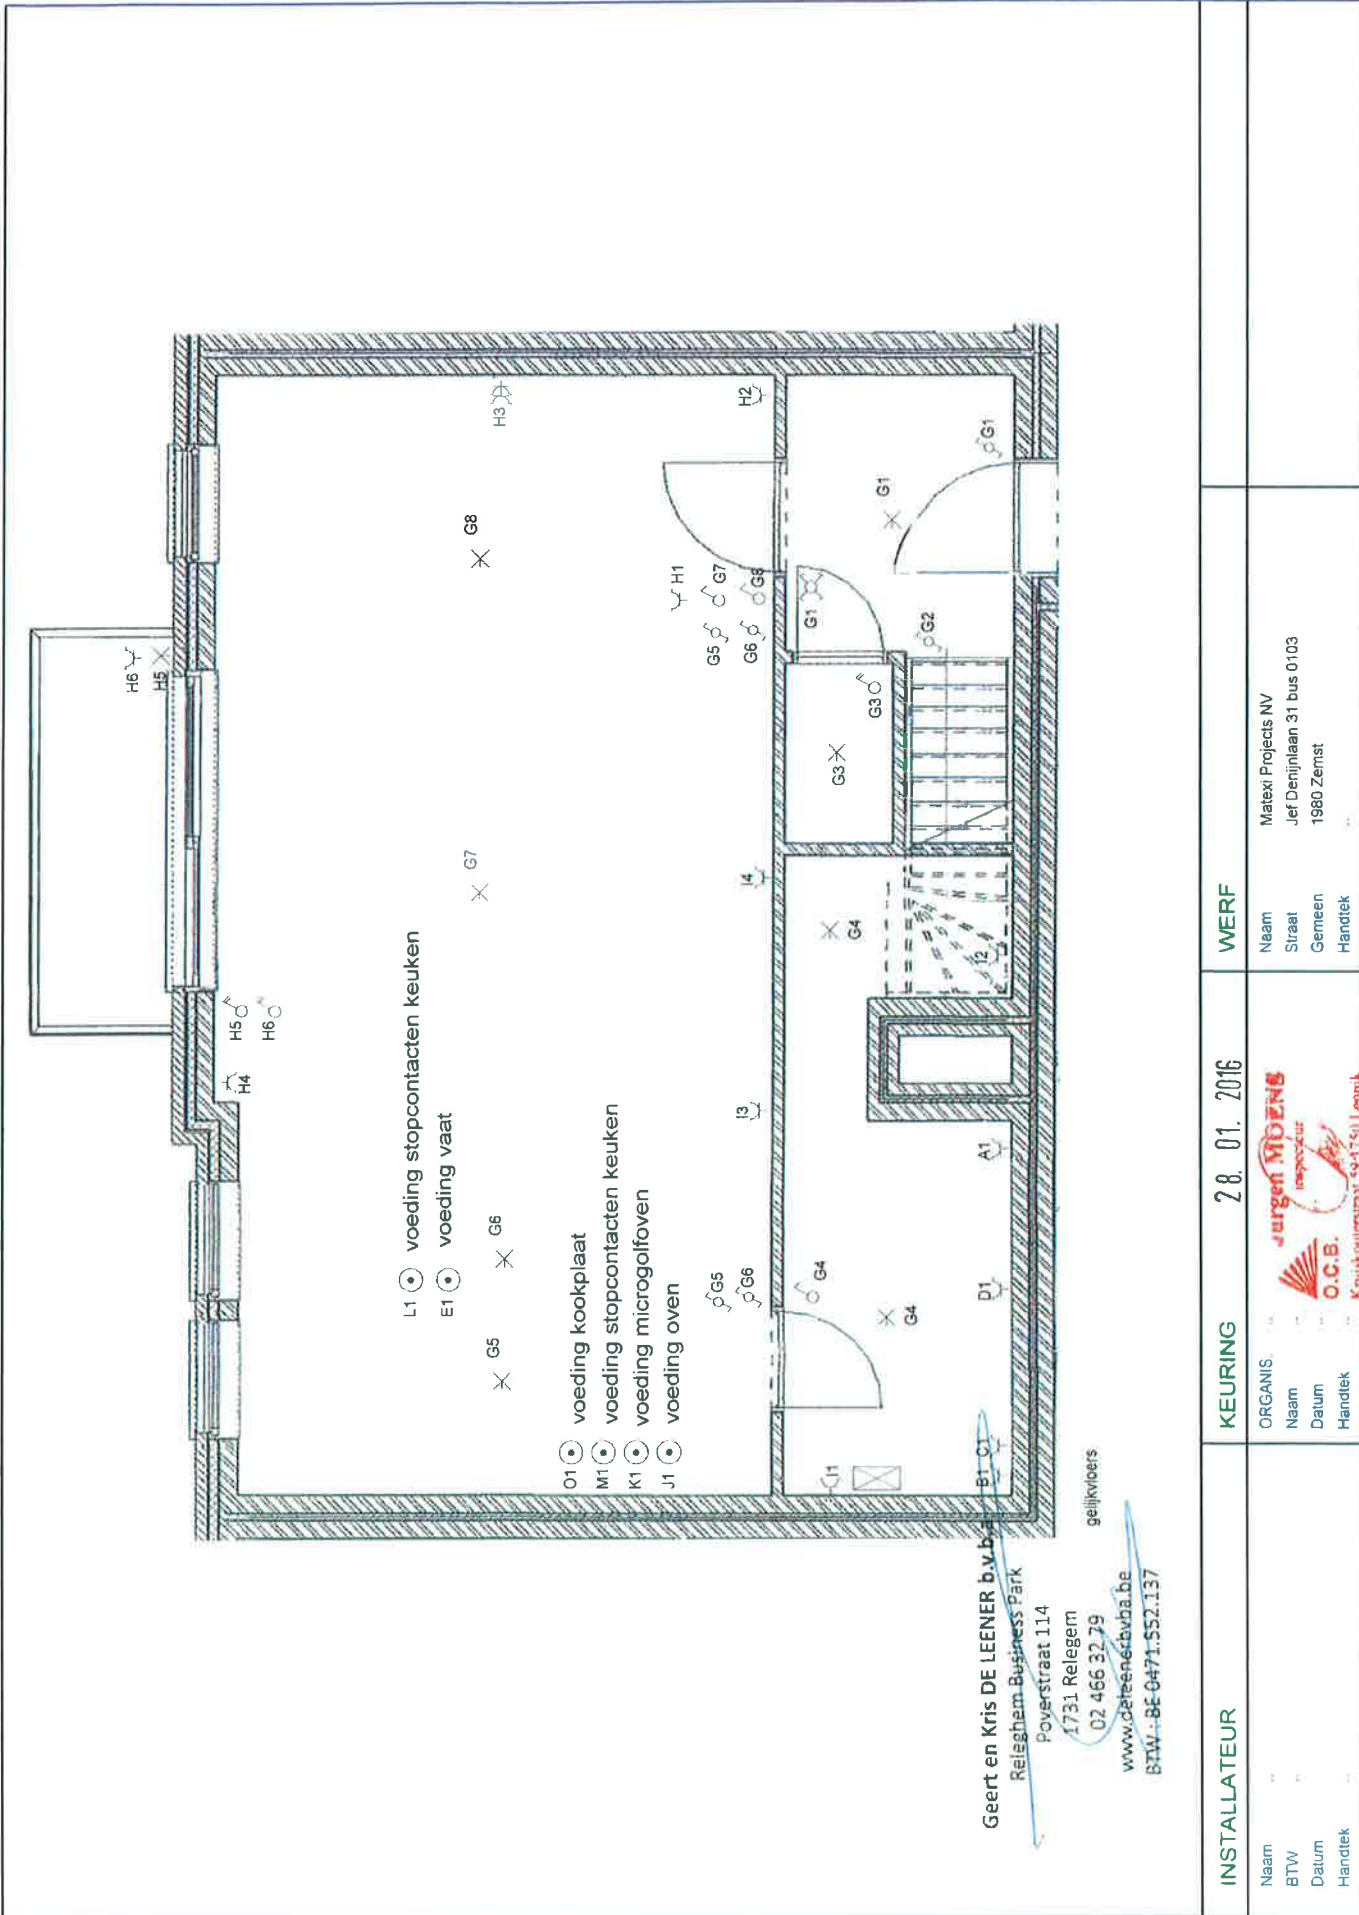 H6
H5
H5
H6
H4
H3
H2
G8
G7
L1 voeding stopcontacten keuken
E1 voeding vaat
G6
G5
O1 voeding kookplaat
M1 voeding stopcontacten keuken
K1 voeding microgolfoven
J1 voeding oven
H1
G7
G8
G5
G6
I4
I3
G5
G6
G1
G1
G1
G2
G3
G3
G4
I2
G4
G4
A1
D1
I1
B1 C1
gelijkvloers
Geert en Kris DE LEENER b.v.b.a
Releghem Business Park
Poverstraat 114
1731 Relegem
02 466 32 79
www.deleenerbvba.be
BTW : BE 0471.552.137
INSTALLATEUR
Naam :
BTW :
Datum :
Handtek :
KEURING
28. 01. 2016
ORGANIS. :
Naam :
Datum :
Handtek :
Jurgen MOENS
Inspecteur
O.C.B.
WERF
Naam Matexi Projects NV
Straat Jef Denijnlaan 31 bus 0103
Gemeen 1980 Zemst
Handtek :